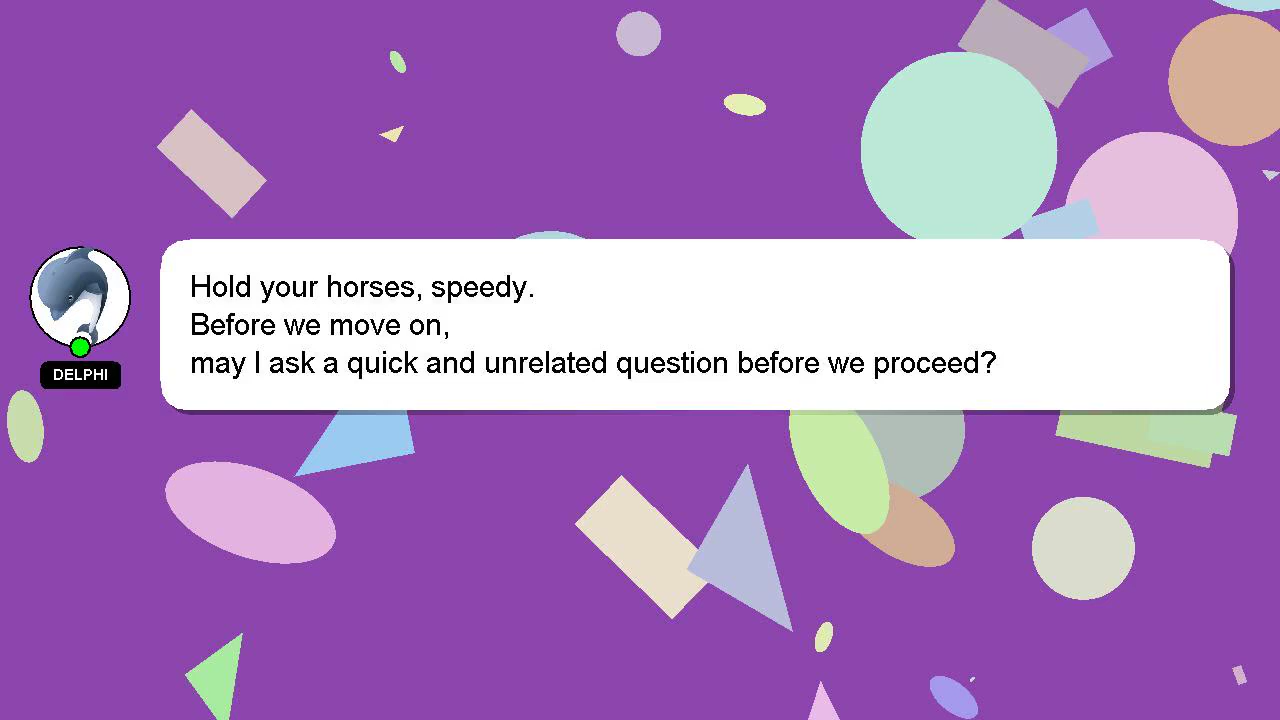 Hold your horses, speedy.
Before we move on,
may I ask a quick and unrelated question before we proceed?
DELPHI